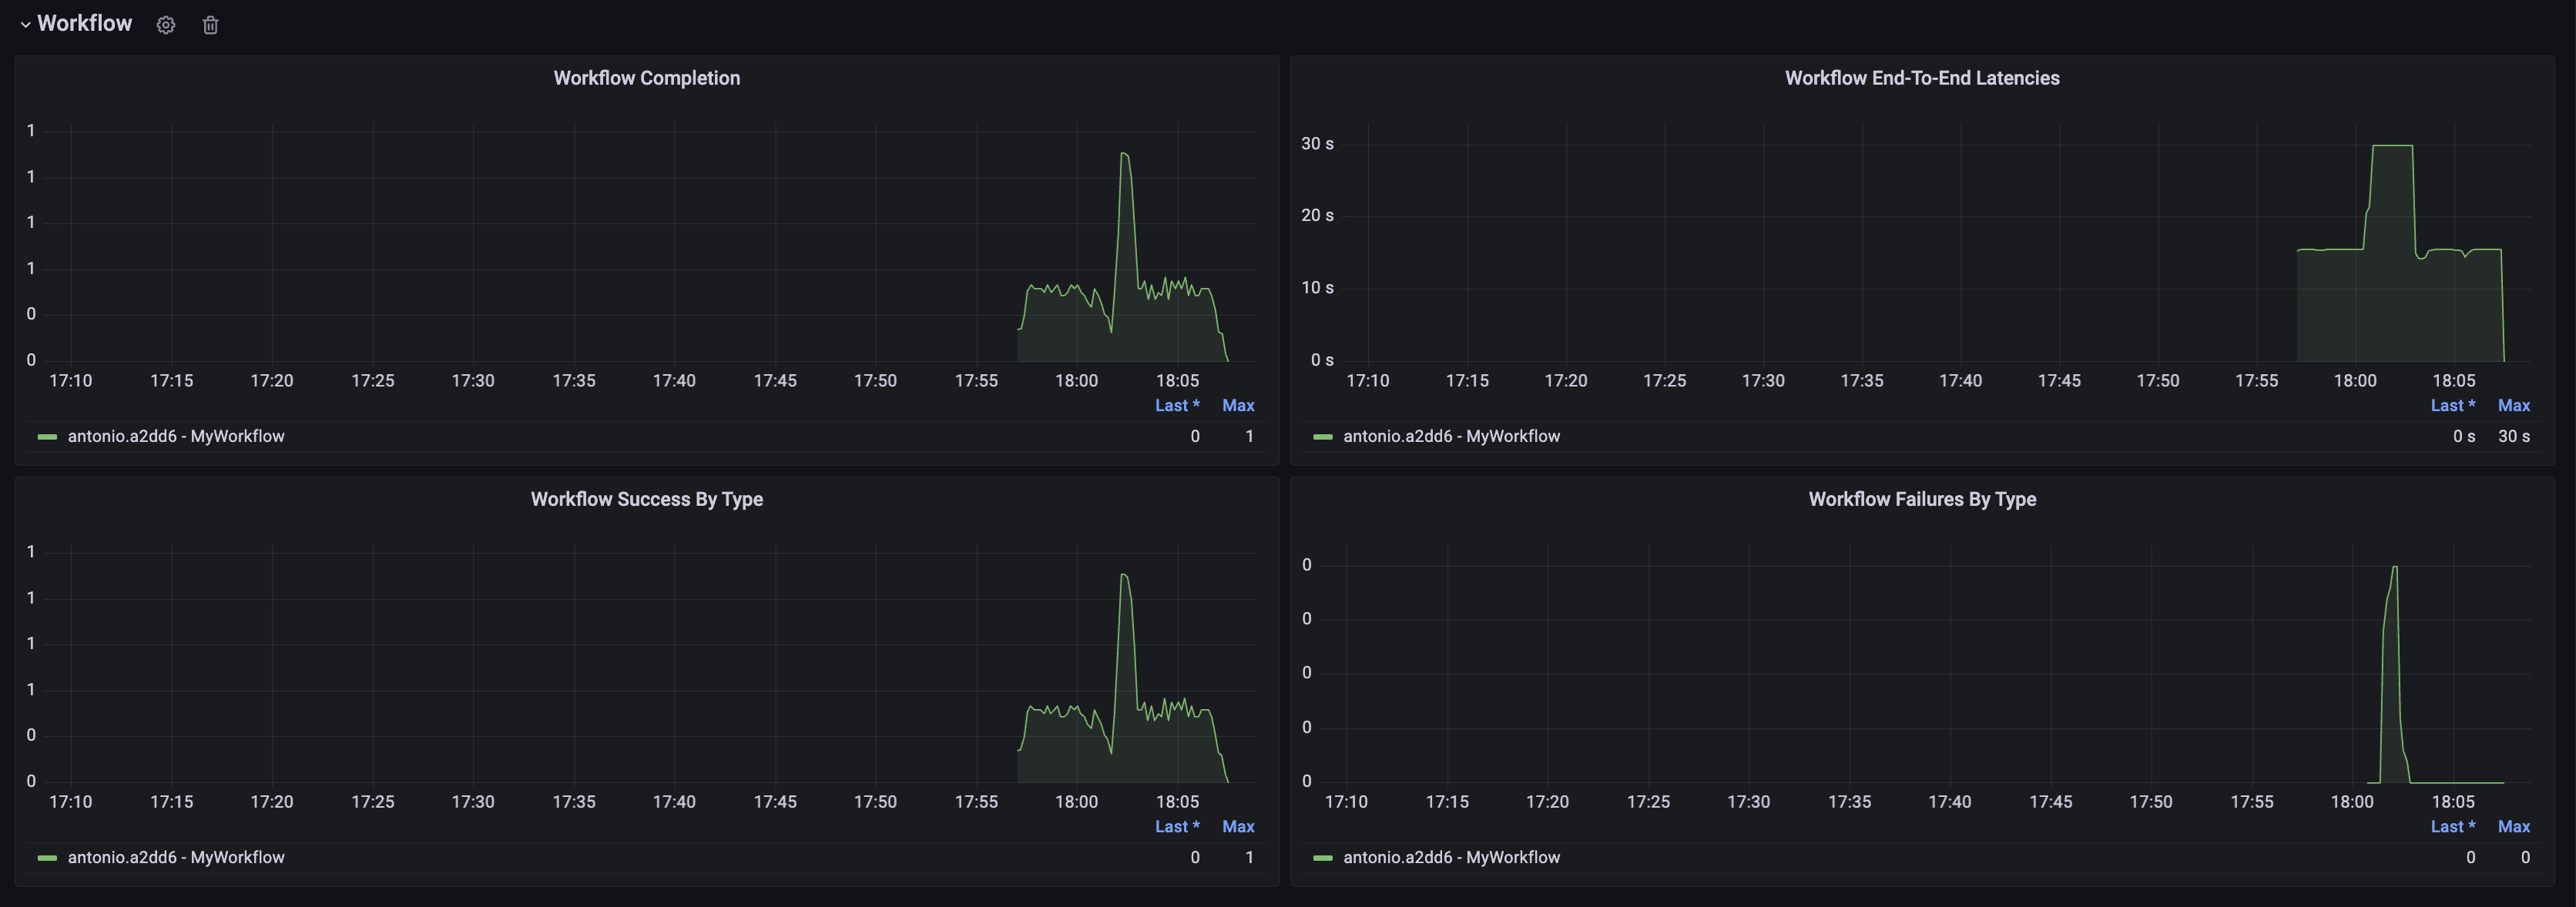 Workflow
Workflow Completion
1
1
1
1
0
0
17:10 17:15 17:20 17:25 17:30 17:35 17:40 17:45 17:50 17:55 18:00 18:05
Last * Max
antonio.a2dd6 - MyWorkflow 0 1
Workflow End-To-End Latencies
30 s
20 s
10 s
0 s
17:10 17:15 17:20 17:25 17:30 17:35 17:40 17:45 17:50 17:55 18:00 18:05
Last * Max
antonio.a2dd6 - MyWorkflow 0 s 30 s
Workflow Success By Type
1
1
1
1
0
0
17:10 17:15 17:20 17:25 17:30 17:35 17:40 17:45 17:50 17:55 18:00 18:05
Last * Max
antonio.a2dd6 - MyWorkflow 0 1
Workflow Failures By Type
0
0
0
0
0
17:10 17:15 17:20 17:25 17:30 17:35 17:40 17:45 17:50 17:55 18:00 18:05
Last * Max
antonio.a2dd6 - MyWorkflow 0 0